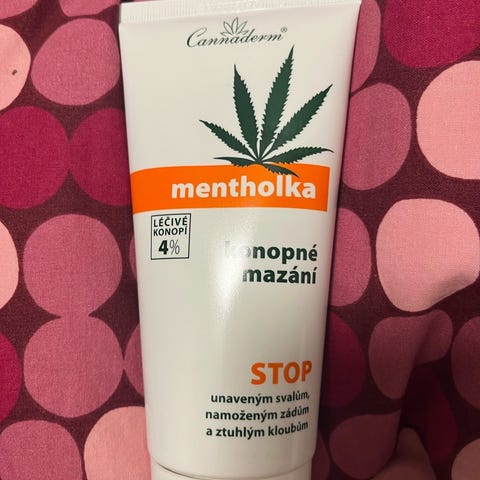 Cannaderm®
mentholka
LÉČIVÉ
KONOPÍ
4%
konopné
mazání
STOP
unaveným svalům,
namoženým zádům
a ztuhlým kloubům